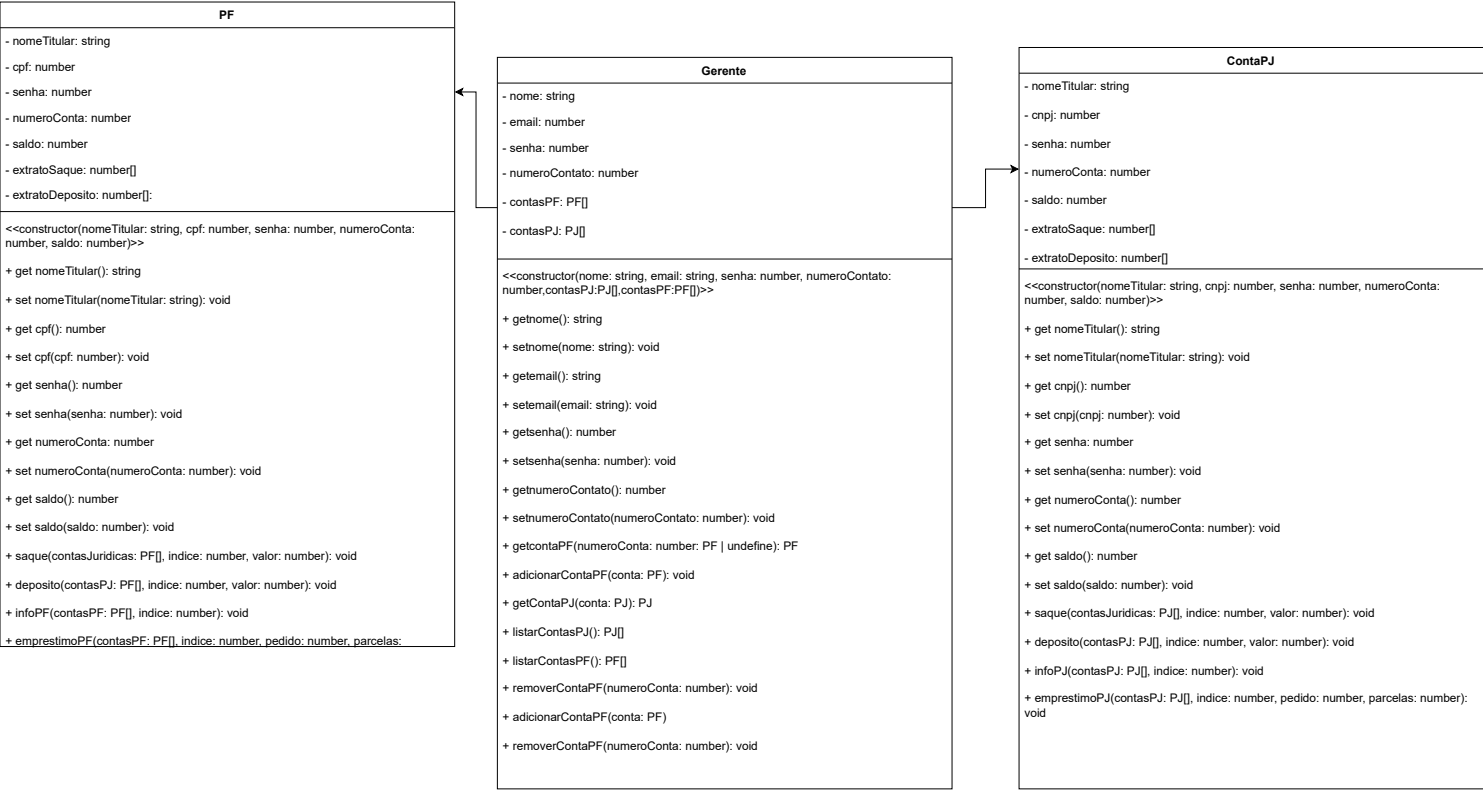 PF
- nomeTitular: string
- cpf: number
- senha: number
- numeroConta: number
- saldo: number
- extratoSaque: number[]
- extratoDeposito: number[]:
<<constructor(nomeTitular: string, cpf: number, senha: number, numeroConta:
number, saldo: number)>>
+ get nomeTitular(): string
+ set nomeTitular(nomeTitular: string): void
+ get cpf(): number
+ set cpf(cpf: number): void
+ get senha(): number
+ set senha(senha: number): void
+ get numeroConta: number
+ set numeroConta(numeroConta: number): void
+ get saldo(): number
+ set saldo(saldo: number): void
+ saque(contasJuridicas: PF[], indice: number, valor: number): void
+ deposito(contasPJ: PF[], indice: number, valor: number): void
+ infoPF(contasPF: PF[], indice: number): void
+ emprestimoPF(contasPF: PF[], indice: number, pedido: number, parcelas:
Gerente
- nome: string
- email: number
- senha: number
- numeroContato: number
- contasPF: PF[]
- contasPJ: PJ[]
<<constructor(nome: string, email: string, senha: number, numeroContato:
number,contasPJ:PJ[],contasPF:PF[])>>
+ getnome(): string
+ setnome(nome: string): void
+ getemail(): string
+ setemail(email: string): void
+ getsenha(): number
+ setsenha(senha: number): void
+ getnumeroContato(): number
+ setnumeroContato(numeroContato: number): void
+ getcontaPF(numeroConta: number: PF | undefine): PF
+ adicionarContaPF(conta: PF): void
+ getContaPJ(conta: PJ): PJ
+ listarContasPJ(): PJ[]
+ listarContasPF(): PF[]
+ removerContaPF(numeroConta: number): void
+ adicionarContaPF(conta: PF)
+ removerContaPF(numeroConta: number): void
ContaPJ
- nomeTitular: string
- cnpj: number
- senha: number
- numeroConta: number
- saldo: number
- extratoSaque: number[]
- extratoDeposito: number[]
<<constructor(nomeTitular: string, cnpj: number, senha: number, numeroConta:
number, saldo: number)>>
+ get nomeTitular(): string
+ set nomeTitular(nomeTitular: string): void
+ get cnpj(): number
+ set cnpj(cnpj: number): void
+ get senha: number
+ set senha(senha: number): void
+ get numeroConta(): number
+ set numeroConta(numeroConta: number): void
+ get saldo(): number
+ set saldo(saldo: number): void
+ saque(contasJuridicas: PJ[], indice: number, valor: number): void
+ deposito(contasPJ: PJ[], indice: number, valor: number): void
+ infoPJ(contasPJ: PJ[], indice: number): void
+ emprestimoPJ(contasPJ: PJ[], indice: number, pedido: number, parcelas: number):
void